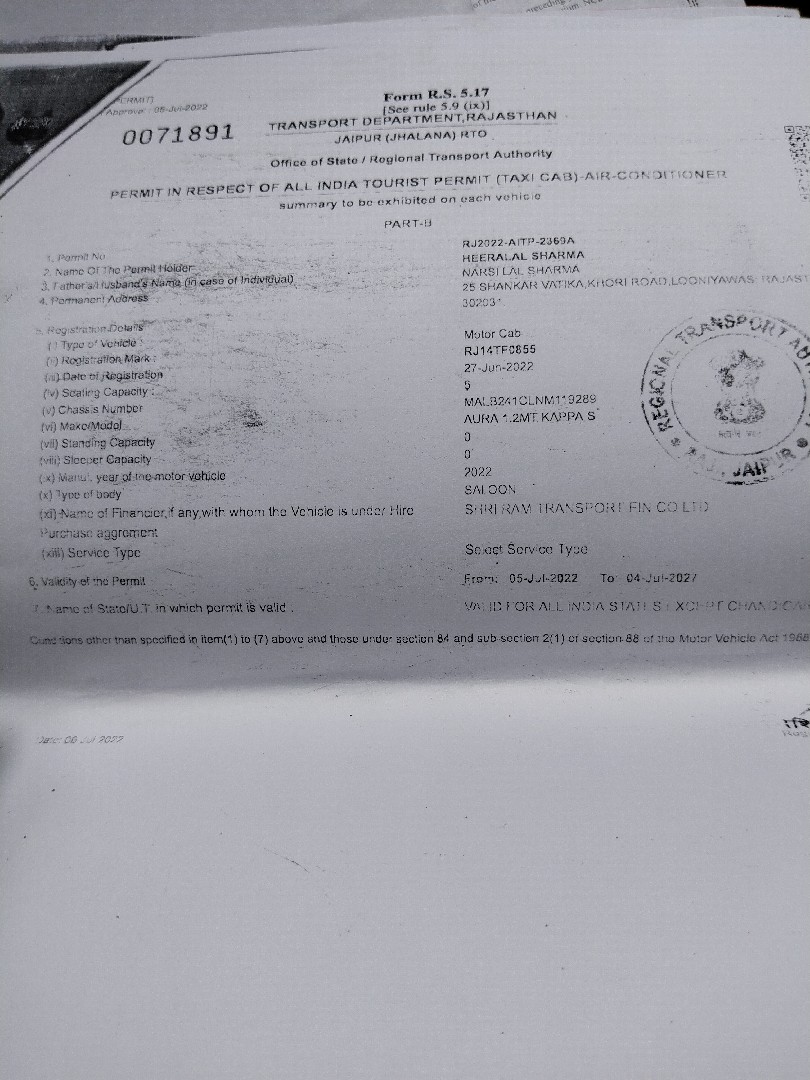 PERMIT)
Approval : 05-Jul-2022
0071891
Form R.S. 5.17
[See rule 5.9 (ix)]
TRANSPORT DEPARTMENT,RAJASTHAN
JAIPUR (JHALANA) RTO
Office of State / Regional Transport Authority
PERMIT IN RESPECT OF ALL INDIA TOURIST PERMIT (TAXI CAB)-AIR-CONDITIONER
summary to be exhibited on each vehicle
PART-B
1. Permit No RJ2022-AITP-2369A
2. Name Of The Permit Holder HEERALAL SHARMA
3. Father's/Husband's Name (in case of Individual) NARSI LAL SHARMA
4. Permanent Address 25 SHANKAR VATIKA,KHORI ROAD,LOONIYAWAS RAJAST
30203
5. Registration Details
(i) Type of Vehicle : Motor Cab
(ii) Registration Mark : RJ14TF0855
(iii) Date of Registration 27-Jun-2022
(iv) Seating Capacity : 5
(v) Chassis Number MALB241CLNM119289
(vi) Make/Model AURA 1.2MT KAPPA S
(vii) Standing Capacity 0
(viii) Sleeper Capacity 0
(ix) Manuf. year of the motor vehicle 2022
(x) Type of body SALOON
(xi) Name of Financier,if any,with whom the Vehicle is under Hire SHRI RAM TRANSPORT FIN CO LTD
Purchase aggrement
(xiii) Service Type Select Service Type
6. Validity of the Permit From: 05-Jul-2022 To: 04-Jul-2027
7. Name of State/U.T. in which permit is valid . VALID FOR ALL INDIA STATES EXCEPT CHANDIGAR
Conditions other than specified in item(1) to (7) above and those under section 84 and sub-section 2(1) of section 88 of the Motor Vehicle Act 1988
REGIONAL TRANSPORT AU
JAIPUR
Date: 06 Jul 2022